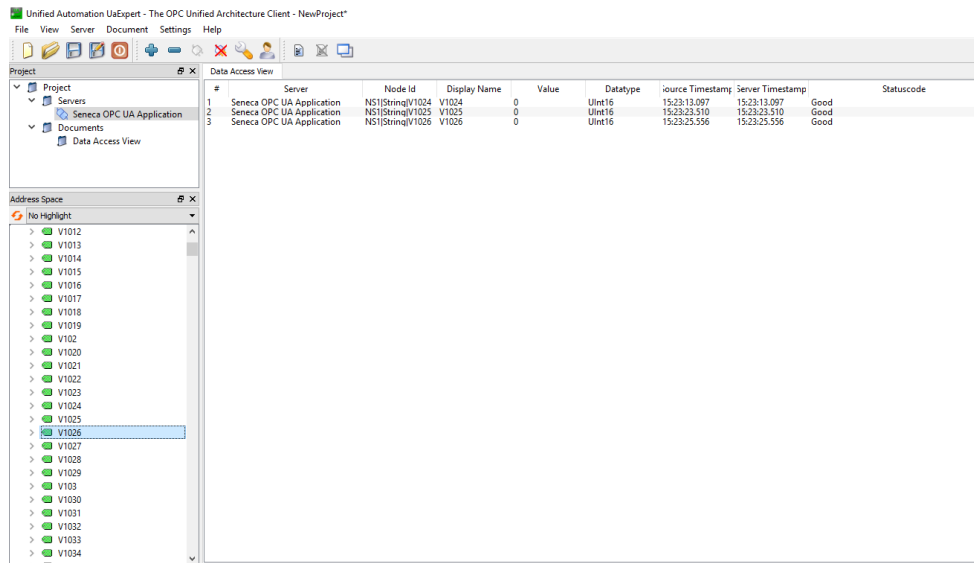 Unified Automation UaExpert - The OPC Unified Architecture Client - NewProject*
File View Server Document Settings Help
Project
Project
Servers
Seneca OPC UA Application
Documents
Data Access View
Data Access View
# Server Node Id Display Name Value Datatype ource Timestamp Server Timestamp Statuscode
1 Seneca OPC UA Application NS1|String|V1024 V1024 0 UInt16 15:23:13.097 15:23:13.097 Good
2 Seneca OPC UA Application NS1|String|V1025 V1025 0 UInt16 15:23:23.510 15:23:23.510 Good
3 Seneca OPC UA Application NS1|String|V1026 V1026 0 UInt16 15:23:25.556 15:23:25.556 Good
Address Space
No Highlight
V1012
V1013
V1014
V1015
V1016
V1017
V1018
V1019
V102
V1020
V1021
V1022
V1023
V1024
V1025
V1026
V1027
V1028
V1029
V103
V1030
V1031
V1032
V1033
V1034